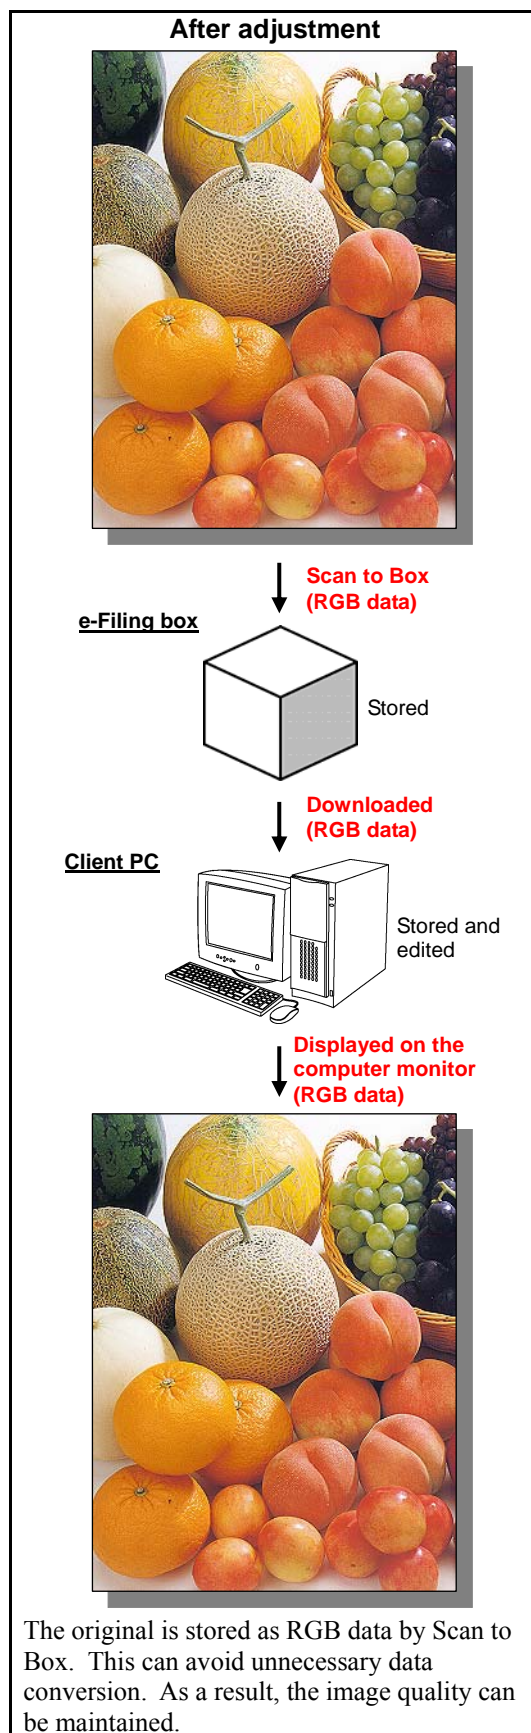 After adjustment
Scan to Box
(RGB data)
e-Filing box
Stored
Downloaded
(RGB data)
Client PC
Stored and
edited
Displayed on the
computer monitor
(RGB data)
The original is stored as RGB data by Scan to
Box.  This can avoid unnecessary data
conversion.  As a result, the image quality can
be maintained.